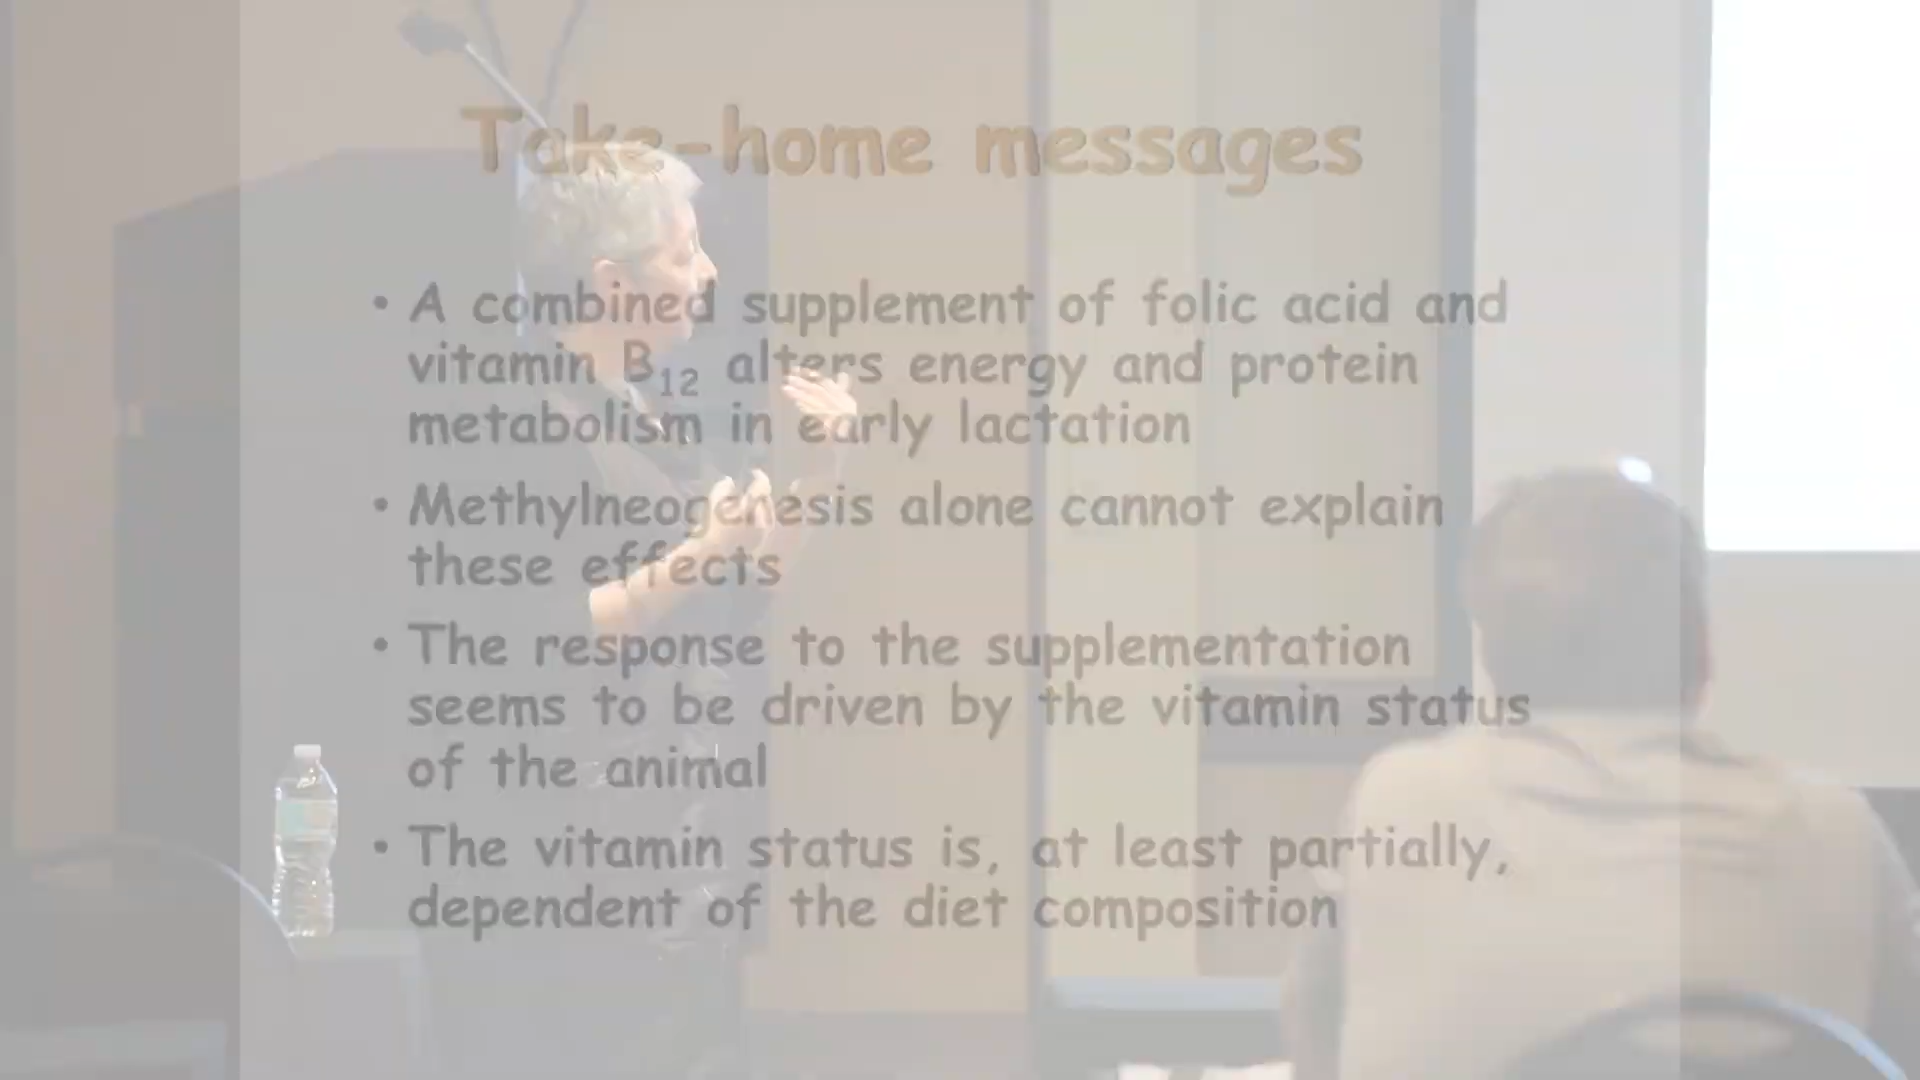 Take-home messages
• A combined supplement of folic acid and
vitamin B₁₂ alters energy and protein
metabolism in early lactation
• Methylneogenesis alone cannot explain
these effects
• The response to the supplementation
seems to be driven by the vitamin status
of the animal
• The vitamin status is, at least partially,
dependent of the diet composition